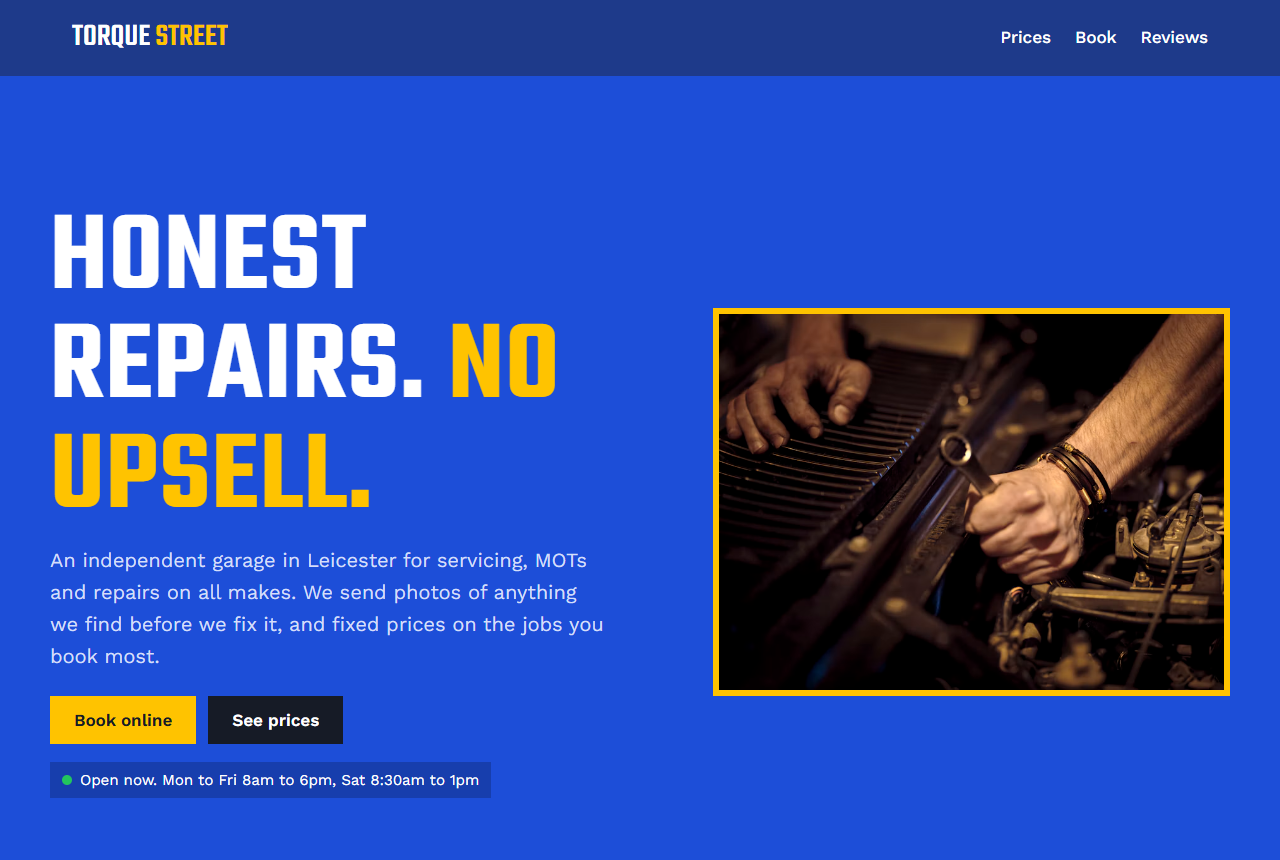 TORQUE STREET
Prices Book Reviews
HONEST
REPAIRS. NO
UPSELL.
An independent garage in Leicester for servicing, MOTs
and repairs on all makes. We send photos of anything
we find before we fix it, and fixed prices on the jobs you
book most.
Book online
See prices
Open now. Mon to Fri 8am to 6pm, Sat 8:30am to 1pm